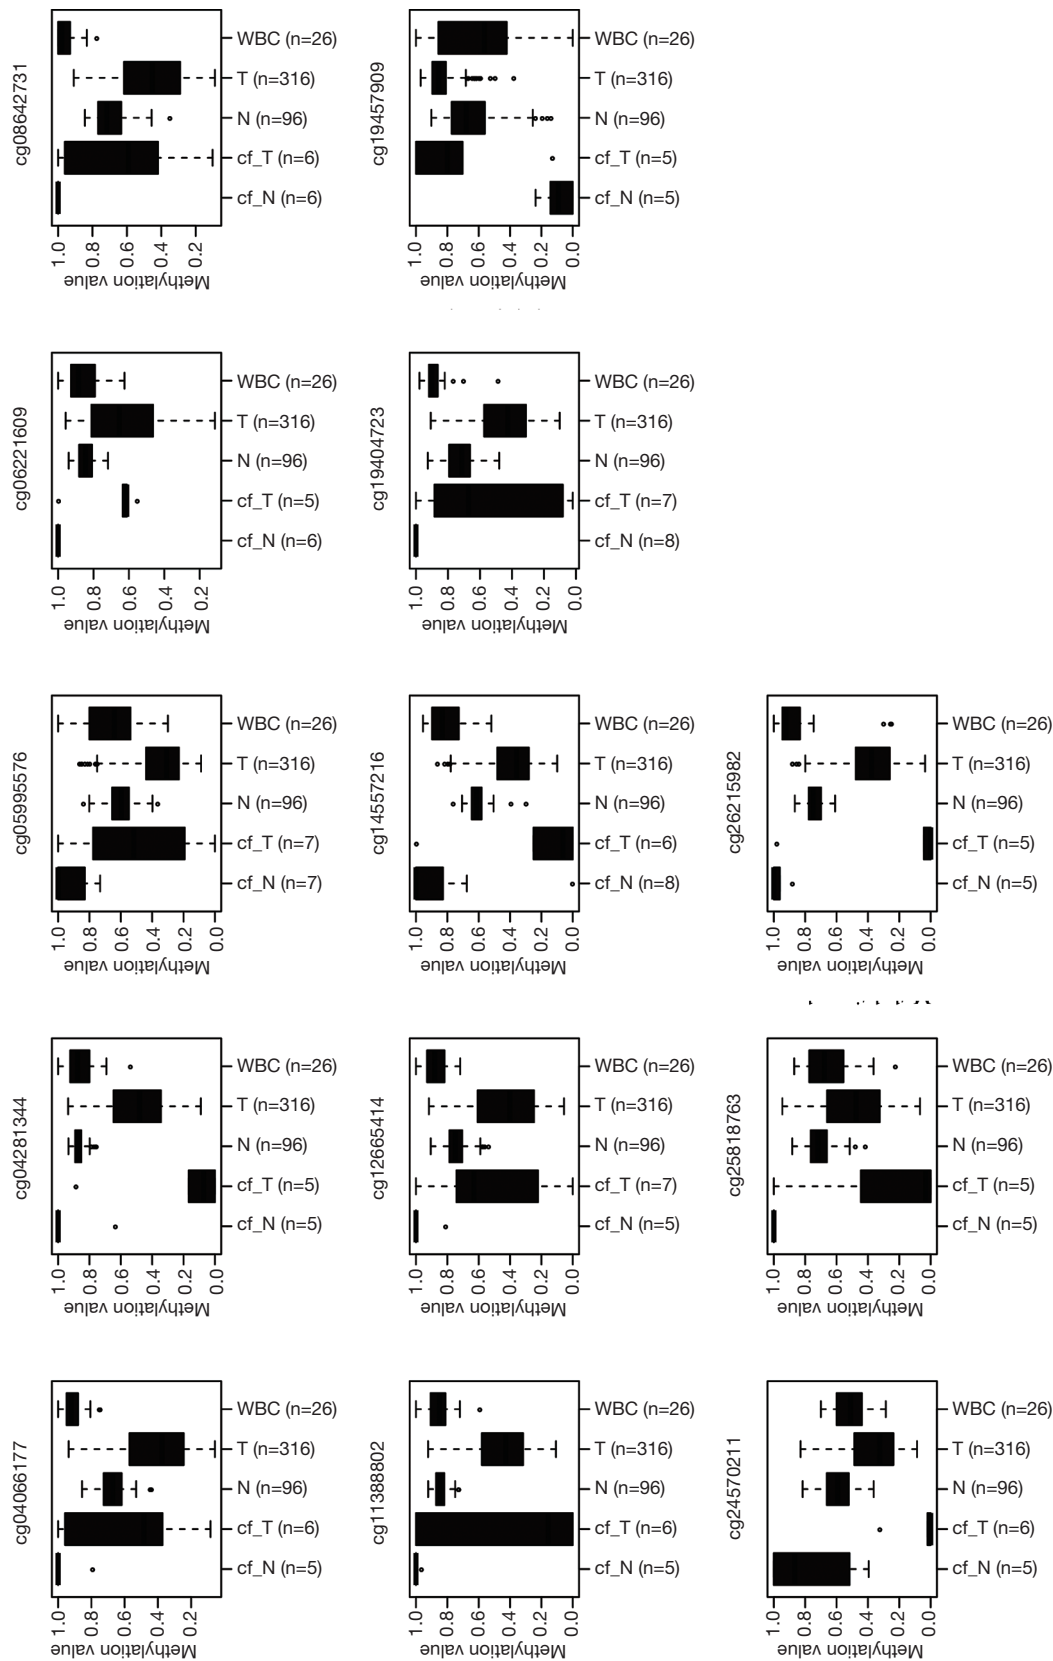 cg04066177
Methylation value
1.0
0.8
0.6
0.4
0.2
cf_N (n=5)
cf_T (n=6)
N (n=96)
T (n=316)
WBC (n=26)
cg04281344
Methylation value
1.0
0.8
0.6
0.4
0.2
0.0
cf_N (n=5)
cf_T (n=5)
N (n=96)
T (n=316)
WBC (n=26)
cg05995576
Methylation value
1.0
0.8
0.6
0.4
0.2
0.0
cf_N (n=7)
cf_T (n=7)
N (n=96)
T (n=316)
WBC (n=26)
cg06221609
Methylation value
1.0
0.8
0.6
0.4
0.2
cf_N (n=6)
cf_T (n=5)
N (n=96)
T (n=316)
WBC (n=26)
cg08642731
Methylation value
1.0
0.8
0.6
0.4
0.2
cf_N (n=6)
cf_T (n=6)
N (n=96)
T (n=316)
WBC (n=26)
cg11388802
Methylation value
1.0
0.8
0.6
0.4
0.2
0.0
cf_N (n=5)
cf_T (n=6)
N (n=96)
T (n=316)
WBC (n=26)
cg12665414
Methylation value
1.0
0.8
0.6
0.4
0.2
0.0
cf_N (n=5)
cf_T (n=7)
N (n=96)
T (n=316)
WBC (n=26)
cg14557216
Methylation value
1.0
0.8
0.6
0.4
0.2
0.0
cf_N (n=8)
cf_T (n=6)
N (n=96)
T (n=316)
WBC (n=26)
cg19404723
Methylation value
1.0
0.8
0.6
0.4
0.2
0.0
cf_N (n=8)
cf_T (n=7)
N (n=96)
T (n=316)
WBC (n=26)
cg19457909
Methylation value
1.0
0.8
0.6
0.4
0.2
0.0
cf_N (n=5)
cf_T (n=5)
N (n=96)
T (n=316)
WBC (n=26)
cg24570211
Methylation value
1.0
0.8
0.6
0.4
0.2
0.0
cf_N (n=5)
cf_T (n=6)
N (n=96)
T (n=316)
WBC (n=26)
cg25818763
Methylation value
1.0
0.8
0.6
0.4
0.2
0.0
cf_N (n=5)
cf_T (n=5)
N (n=96)
T (n=316)
WBC (n=26)
cg26215982
Methylation value
1.0
0.8
0.6
0.4
0.2
0.0
cf_N (n=5)
cf_T (n=5)
N (n=96)
T (n=316)
WBC (n=26)